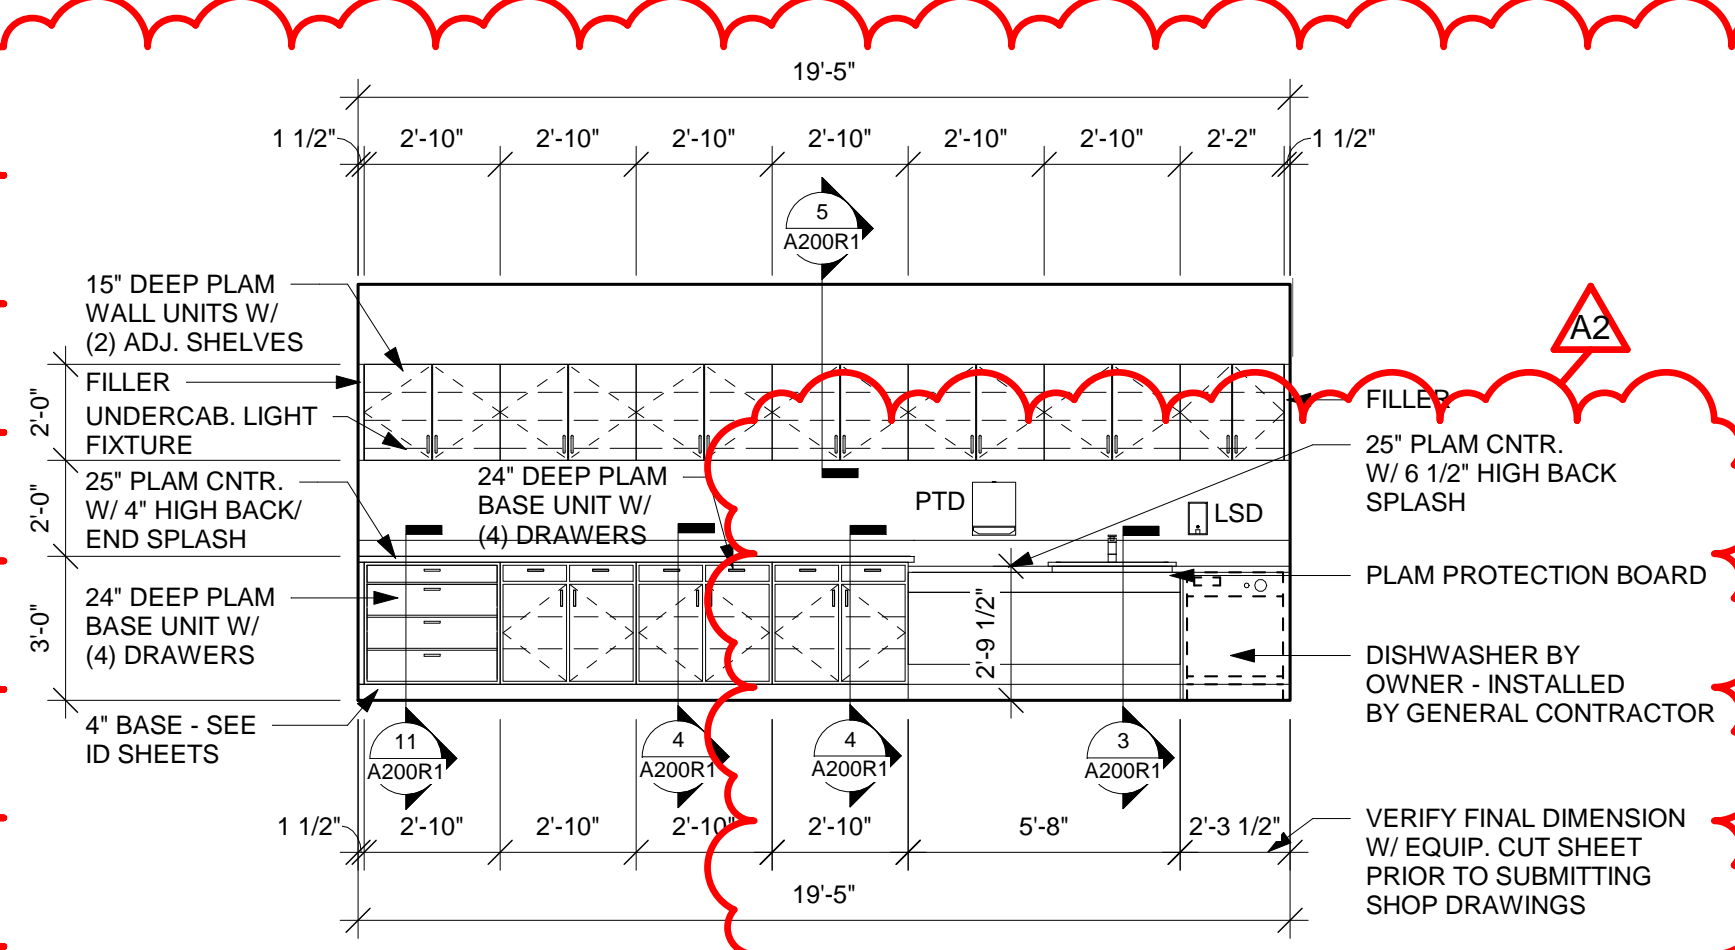 19'-5"
1 1/2"
2'-10"
2'-10"
2'-10"
2'-10"
2'-10"
2'-10"
2'-2"
1 1/2"
5
A200R1
15" DEEP PLAM
WALL UNITS W/
(2) ADJ. SHELVES
FILLER
UNDERCAB. LIGHT
FIXTURE
25" PLAM CNTR.
W/ 4" HIGH BACK/
END SPLASH
24" DEEP PLAM
BASE UNIT W/
(4) DRAWERS
4" BASE - SEE
ID SHEETS
2'-0"
2'-0"
3'-0"
24" DEEP PLAM
BASE UNIT W/
(4) DRAWERS
PTD
LSD
2'-9 1/2"
A2
FILLER
25" PLAM CNTR.
W/ 6 1/2" HIGH BACK
SPLASH
PLAM PROTECTION BOARD
DISHWASHER BY
OWNER - INSTALLED
BY GENERAL CONTRACTOR
VERIFY FINAL DIMENSION
W/ EQUIP. CUT SHEET
PRIOR TO SUBMITTING
SHOP DRAWINGS
11
A200R1
4
A200R1
4
A200R1
3
A200R1
1 1/2"
2'-10"
2'-10"
2'-10"
2'-10"
5'-8"
2'-3 1/2"
19'-5"